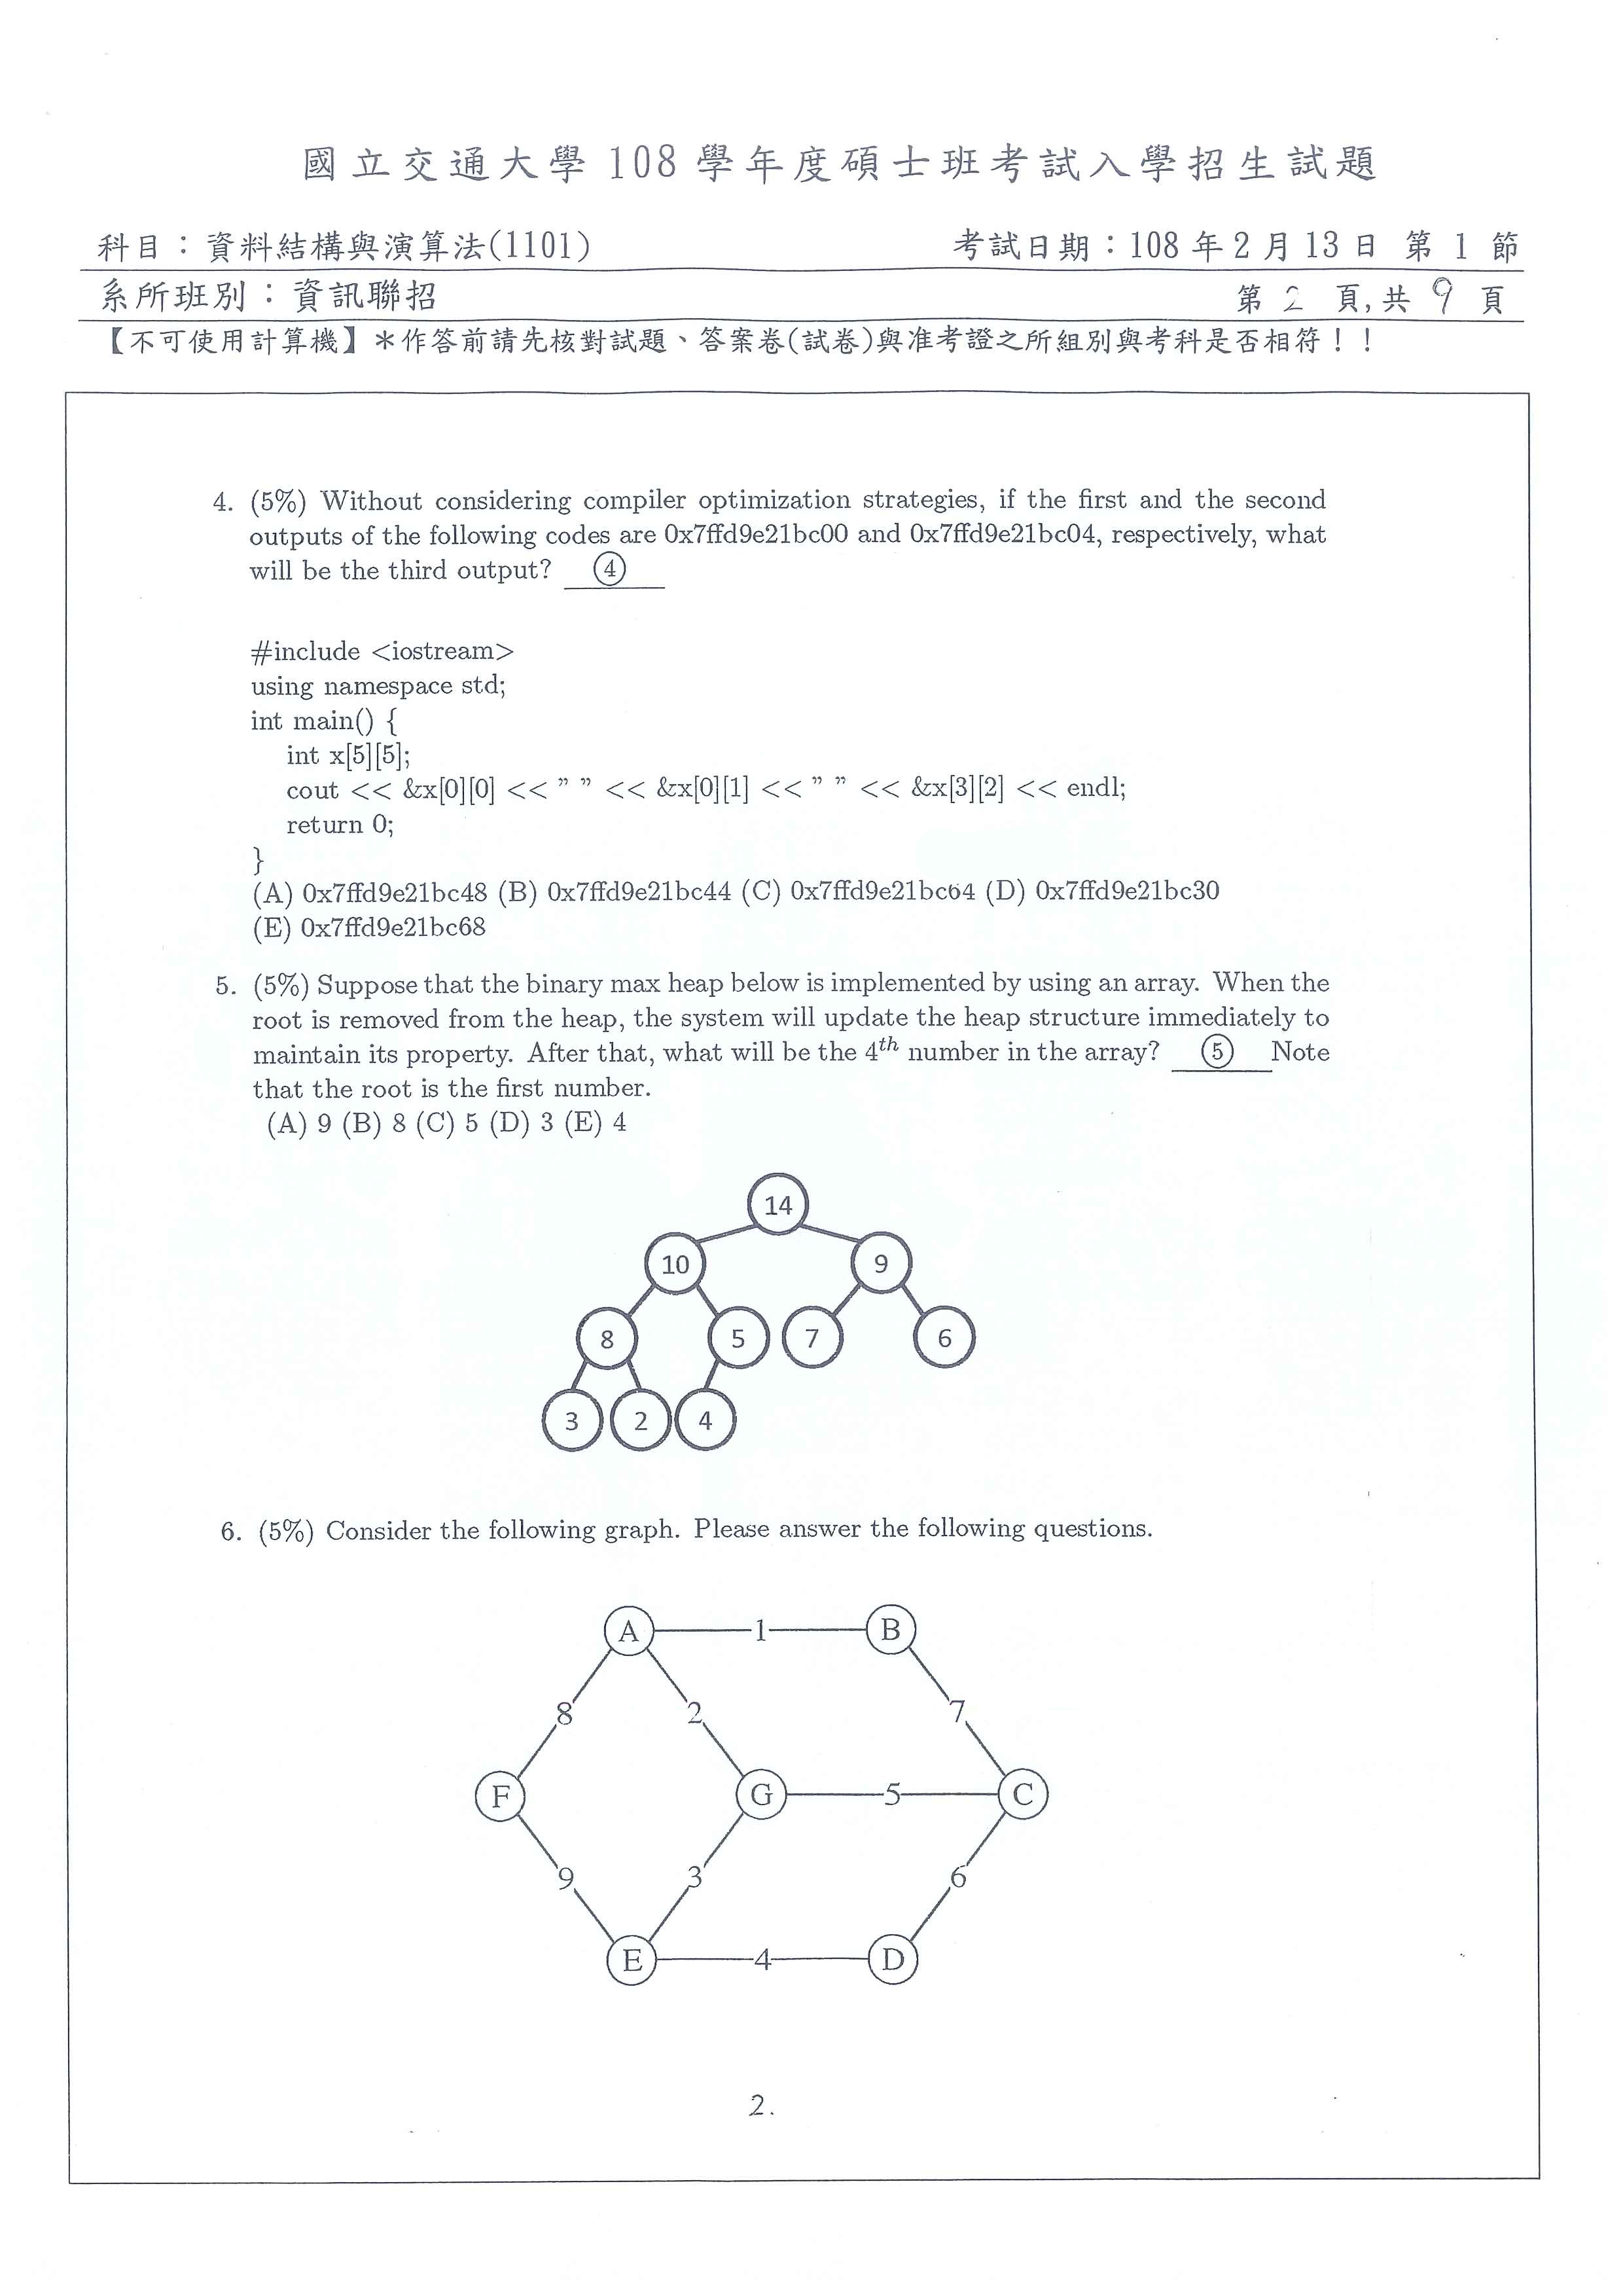 國立交通大學 108 學年度碩士班考試入學招生試題
科目：資料結構與演算法(1101) 考試日期：108 年 2 月 13 日 第 1 節
系所班別：資訊聯招 第 2 頁, 共 9 頁
【不可使用計算機】＊作答前請先核對試題、答案卷(試卷)與准考證之所組別與考科是否相符！！
4. (5%) Without considering compiler optimization strategies, if the first and the second
outputs of the following codes are 0x7ffd9e21bc00 and 0x7ffd9e21bc04, respectively, what
will be the third output? ④
#include <iostream>
using namespace std;
int main() {
int x[5][5];
cout << &x[0][0] << ” ” << &x[0][1] << ” ” << &x[3][2] << endl;
return 0;
}
(A) 0x7ffd9e21bc48 (B) 0x7ffd9e21bc44 (C) 0x7ffd9e21bc64 (D) 0x7ffd9e21bc30
(E) 0x7ffd9e21bc68
5. (5%) Suppose that the binary max heap below is implemented by using an array. When the
root is removed from the heap, the system will update the heap structure immediately to
maintain its property. After that, what will be the 4th number in the array? ⑤ Note
that the root is the first number.
(A) 9 (B) 8 (C) 5 (D) 3 (E) 4
14
10 9
8 5 7 6
3 2 4
6. (5%) Consider the following graph. Please answer the following questions.
A 1 B
8 2 7
F G 5 C
9 3 6
E 4 D
2.